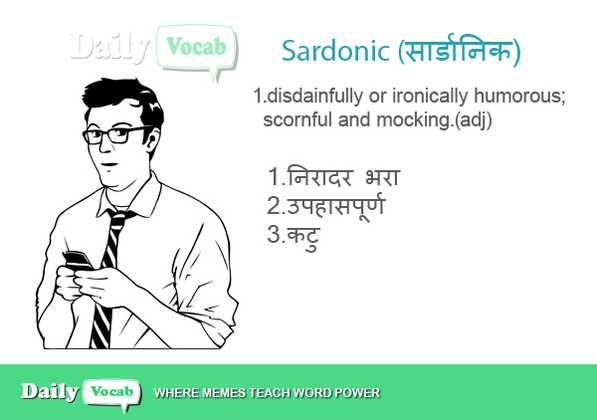 Daily Vocab
Sardonic (सार्डानिक)
1.disdainfully or ironically humorous;
scornful and mocking.(adj)
1.निरादर भरा
2.उपहासपूर्ण
3.कटु
Daily Vocab WHERE MEMES TEACH WORD POWER